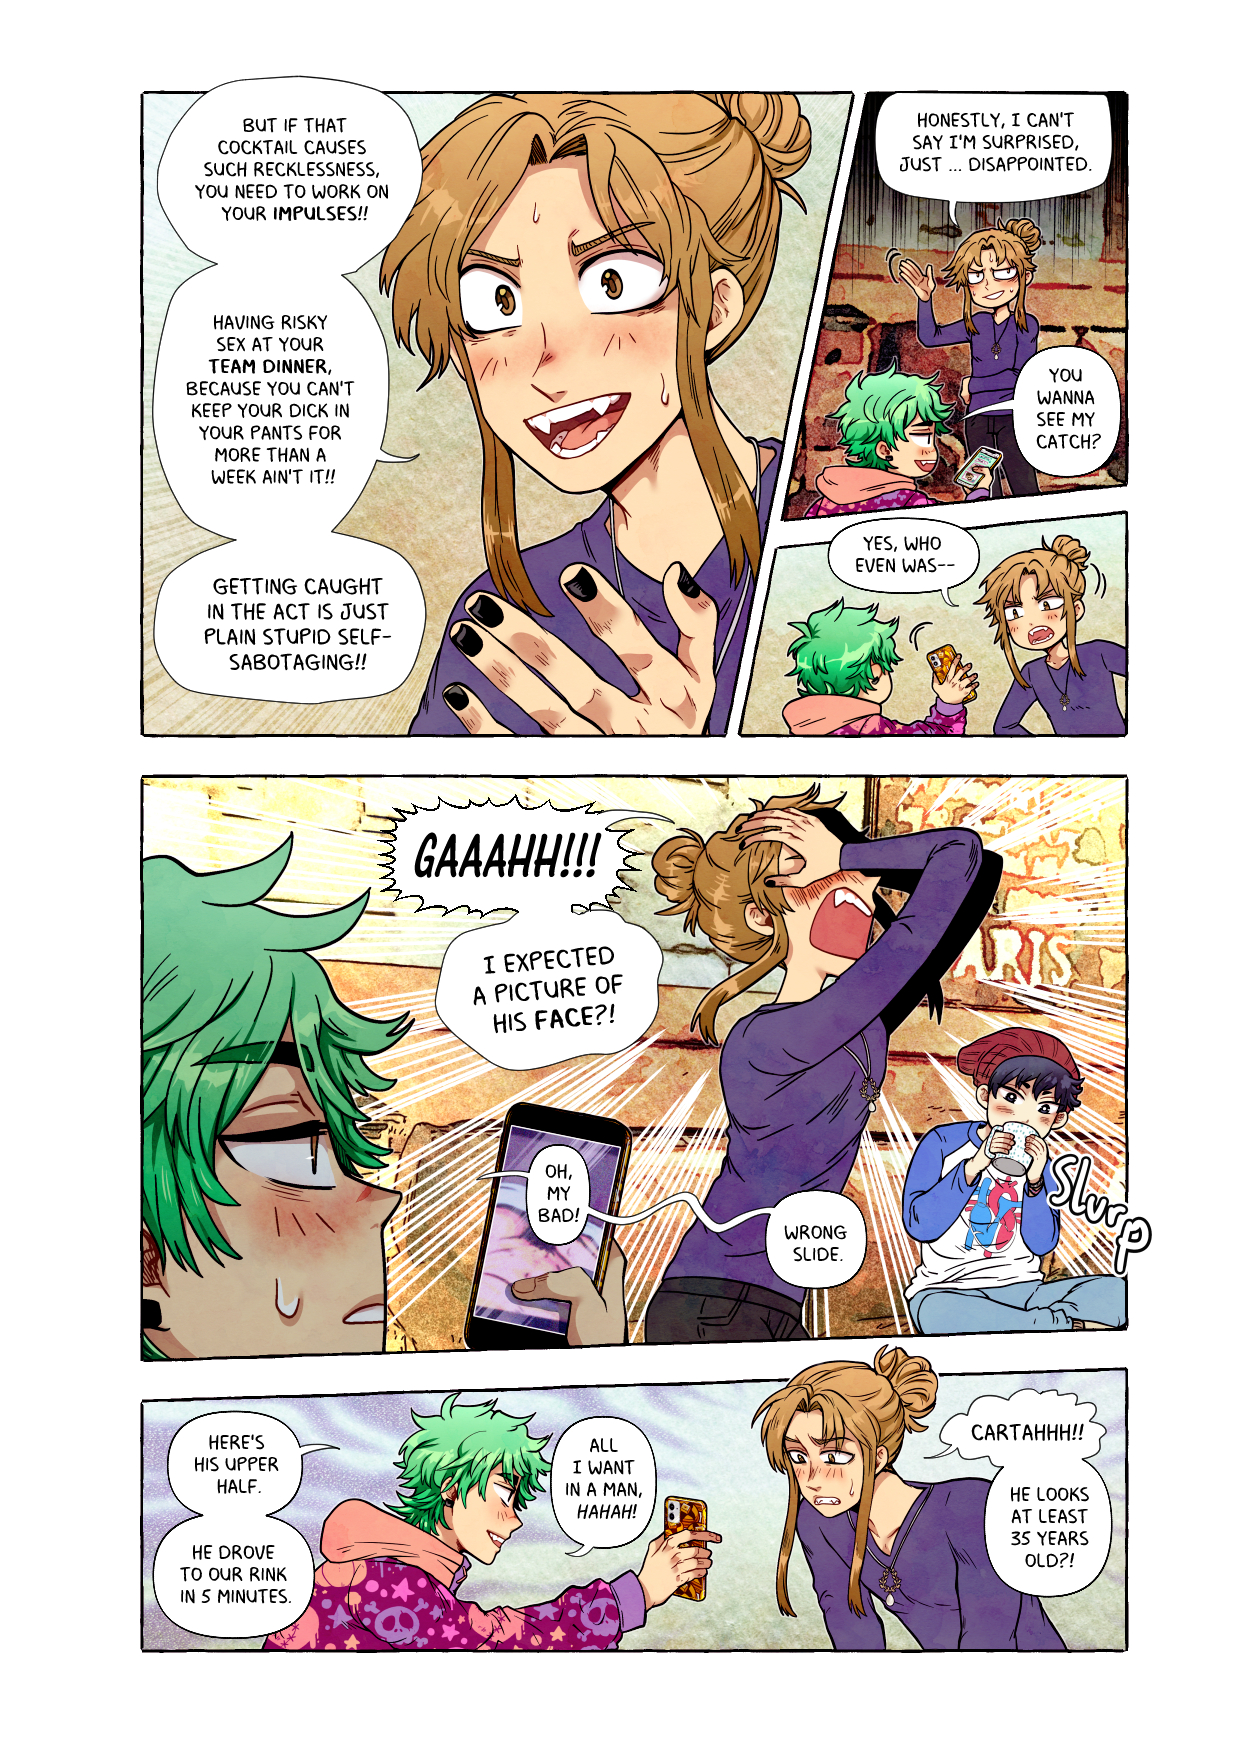 BUT IF THAT
COCKTAIL CAUSES
SUCH RECKLESSNESS,
YOU NEED TO WORK ON
YOUR IMPULSES!!
HAVING RISKY
SEX AT YOUR
TEAM DINNER,
BECAUSE YOU CAN'T
KEEP YOUR DICK IN
YOUR PANTS FOR
MORE THAN A
WEEK AIN'T IT!!
GETTING CAUGHT
IN THE ACT IS JUST
PLAIN STUPID SELF-
SABOTAGING!!
HONESTLY, I CAN'T
SAY I'M SURPRISED,
JUST ... DISAPPOINTED.
YOU
WANNA
SEE MY
CATCH?
YES, WHO
EVEN WAS--
GAAAHH!!!
I EXPECTED
A PICTURE OF
HIS FACE?!
ARIS
OH,
MY
BAD!
WRONG
SLIDE.
Slurp
HERE'S
HIS UPPER
HALF.
HE DROVE
TO OUR RINK
IN 5 MINUTES.
ALL
I WANT
IN A MAN,
HAHAH!
CARTAHHH!!
HE LOOKS
AT LEAST
35 YEARS
OLD?!